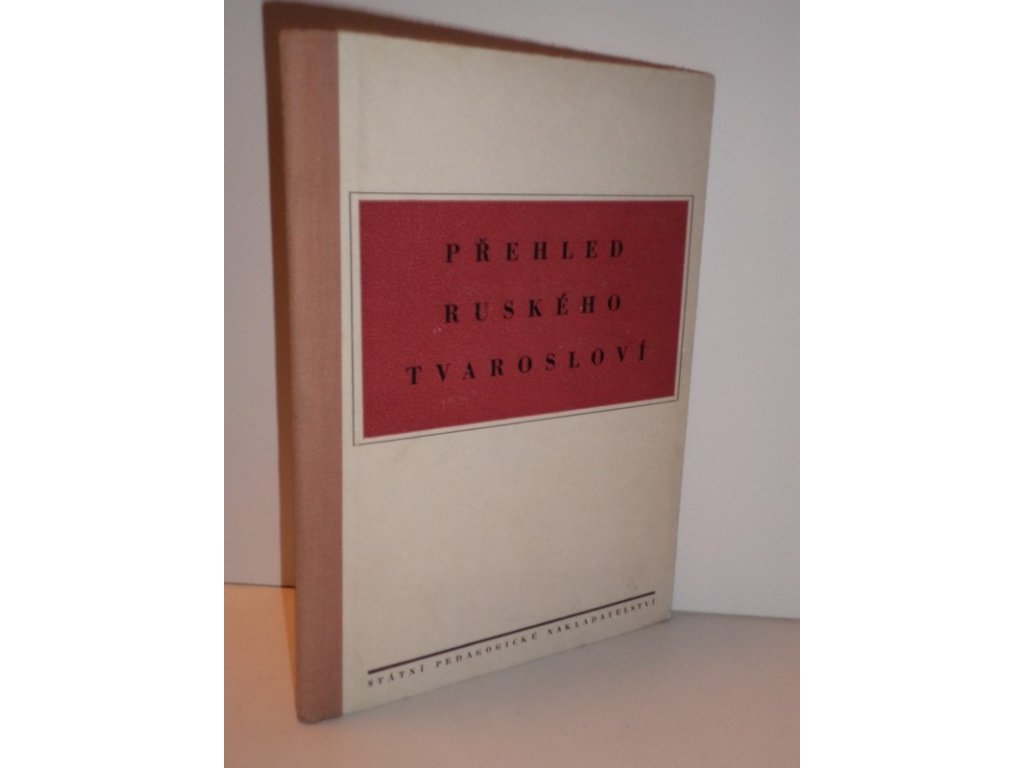 PŘEHLED
RUSKÉHO
TVAROSLOVÍ
STÁTNÍ PEDAGOGICKÉ NAKLADATELSTVÍ